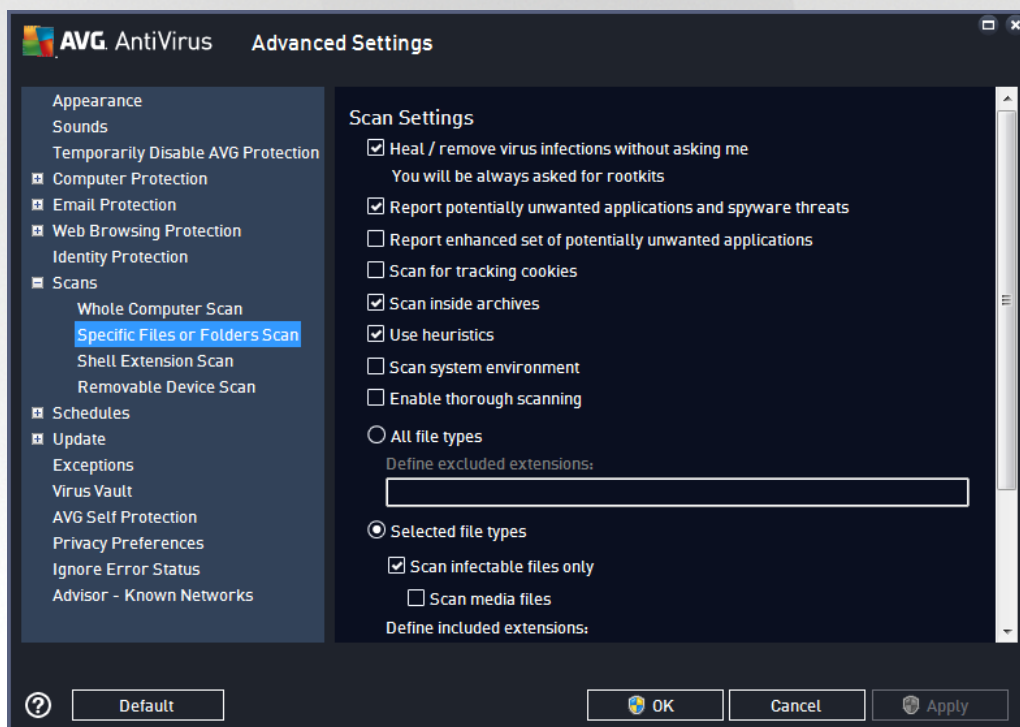 AVG. AntiVirus Advanced Settings
Appearance
Sounds
Temporarily Disable AVG Protection
Computer Protection
Email Protection
Web Browsing Protection
Identity Protection
Scans
Whole Computer Scan
Specific Files or Folders Scan
Shell Extension Scan
Removable Device Scan
Schedules
Update
Exceptions
Virus Vault
AVG Self Protection
Privacy Preferences
Ignore Error Status
Advisor - Known Networks
Scan Settings
Heal / remove virus infections without asking me
You will be always asked for rootkits
Report potentially unwanted applications and spyware threats
Report enhanced set of potentially unwanted applications
Scan for tracking cookies
Scan inside archives
Use heuristics
Scan system environment
Enable thorough scanning
All file types
Define excluded extensions:
Selected file types
Scan infectable files only
Scan media files
Define included extensions:
? Default OK Cancel Apply